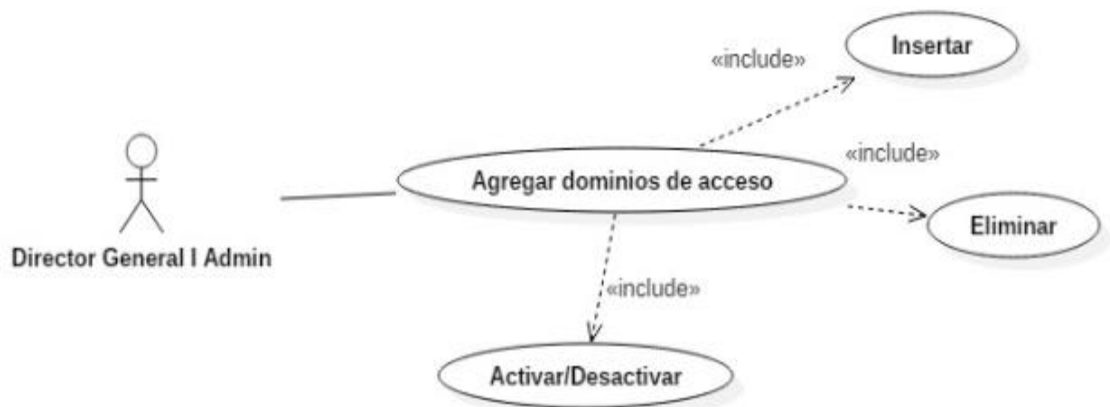 Insertar
«include»
Agregar dominios de acceso
«include»
Eliminar
Director General I Admin
«include»
Activar/Desactivar